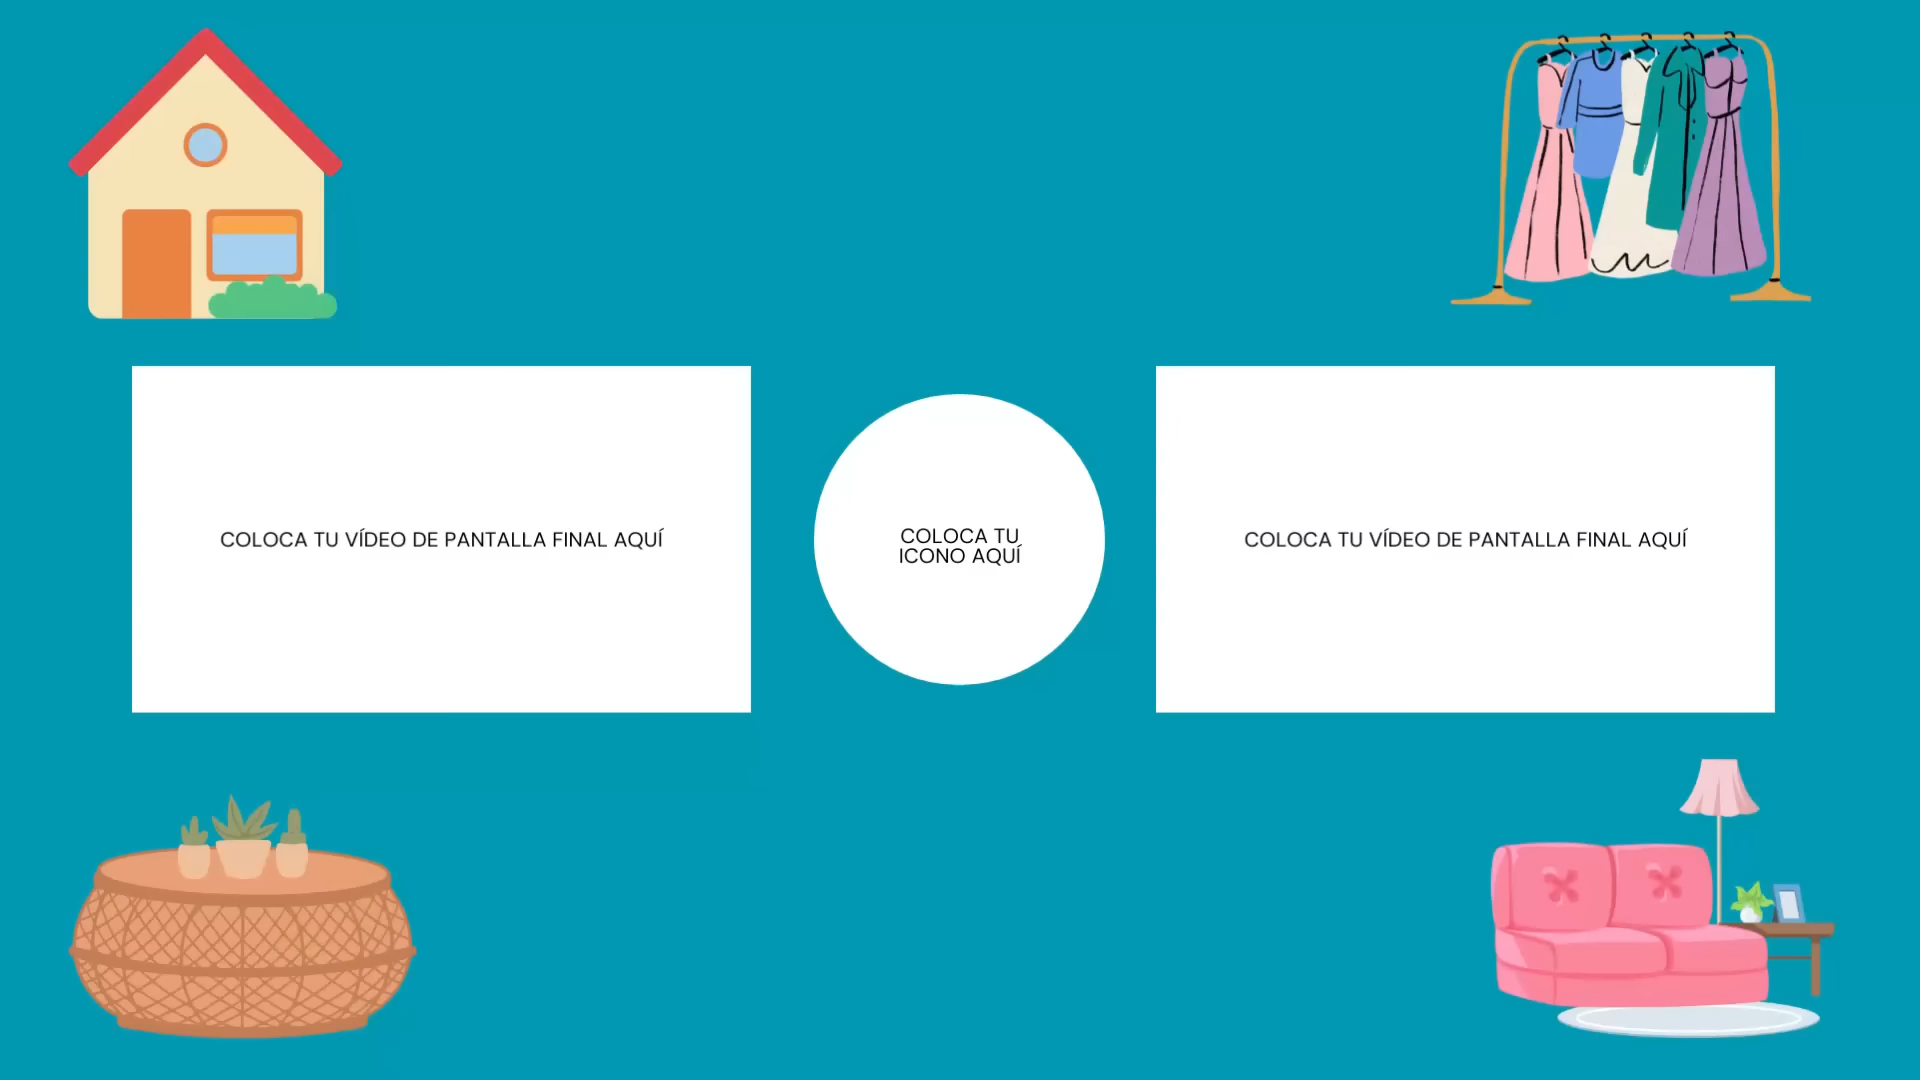 COLOCA TU VÍDEO DE PANTALLA FINAL AQUÍ
COLOCA TU
ICONO AQUÍ
COLOCA TU VÍDEO DE PANTALLA FINAL AQUÍ